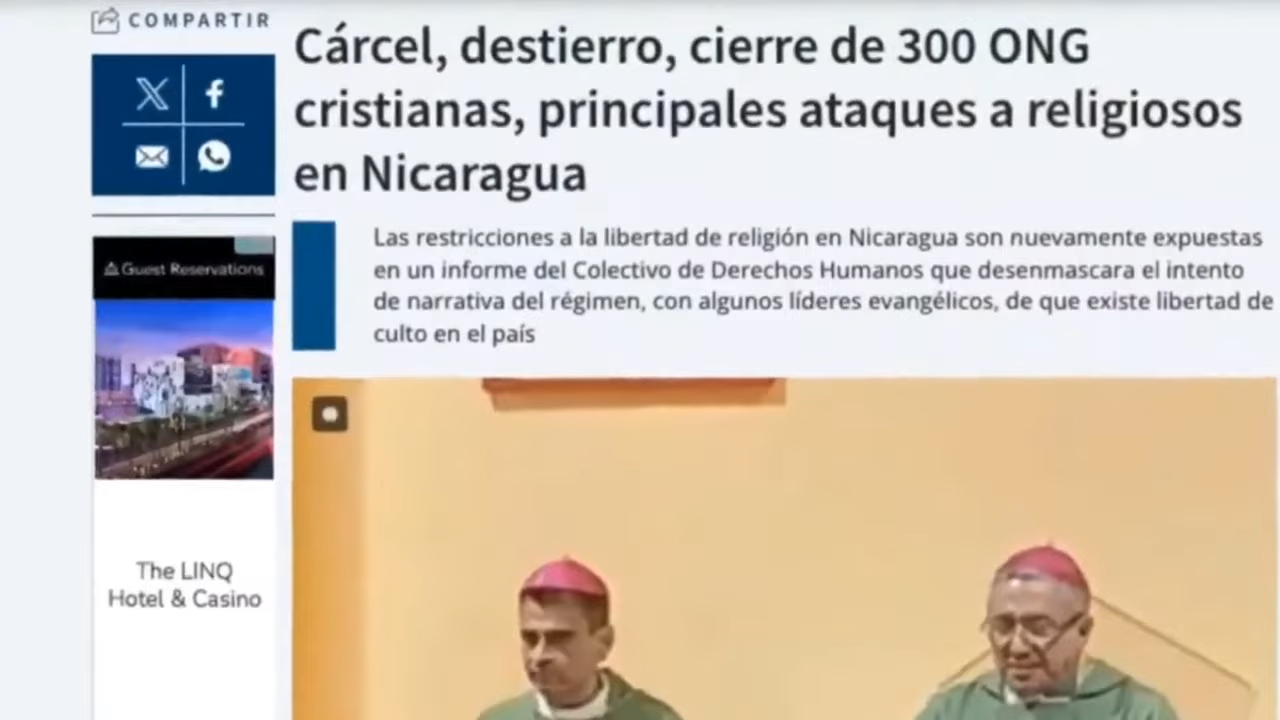 COMPARTIR
Cárcel, destierro, cierre de 300 ONG
cristianas, principales ataques a religiosos
en Nicaragua
Las restricciones a la libertad de religión en Nicaragua son nuevamente expuestas
en un informe del Colectivo de Derechos Humanos que desenmascara el intento
de narrativa del régimen, con algunos líderes evangélicos, de que existe libertad de
culto en el país
Guest Reservations
The LINQ
Hotel & Casino